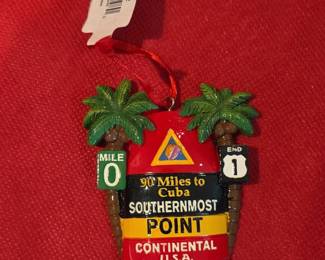 MILE
0
END
1
90 Miles to
Cuba
SOUTHERNMOST
POINT
CONTINENTAL
U.S.A.